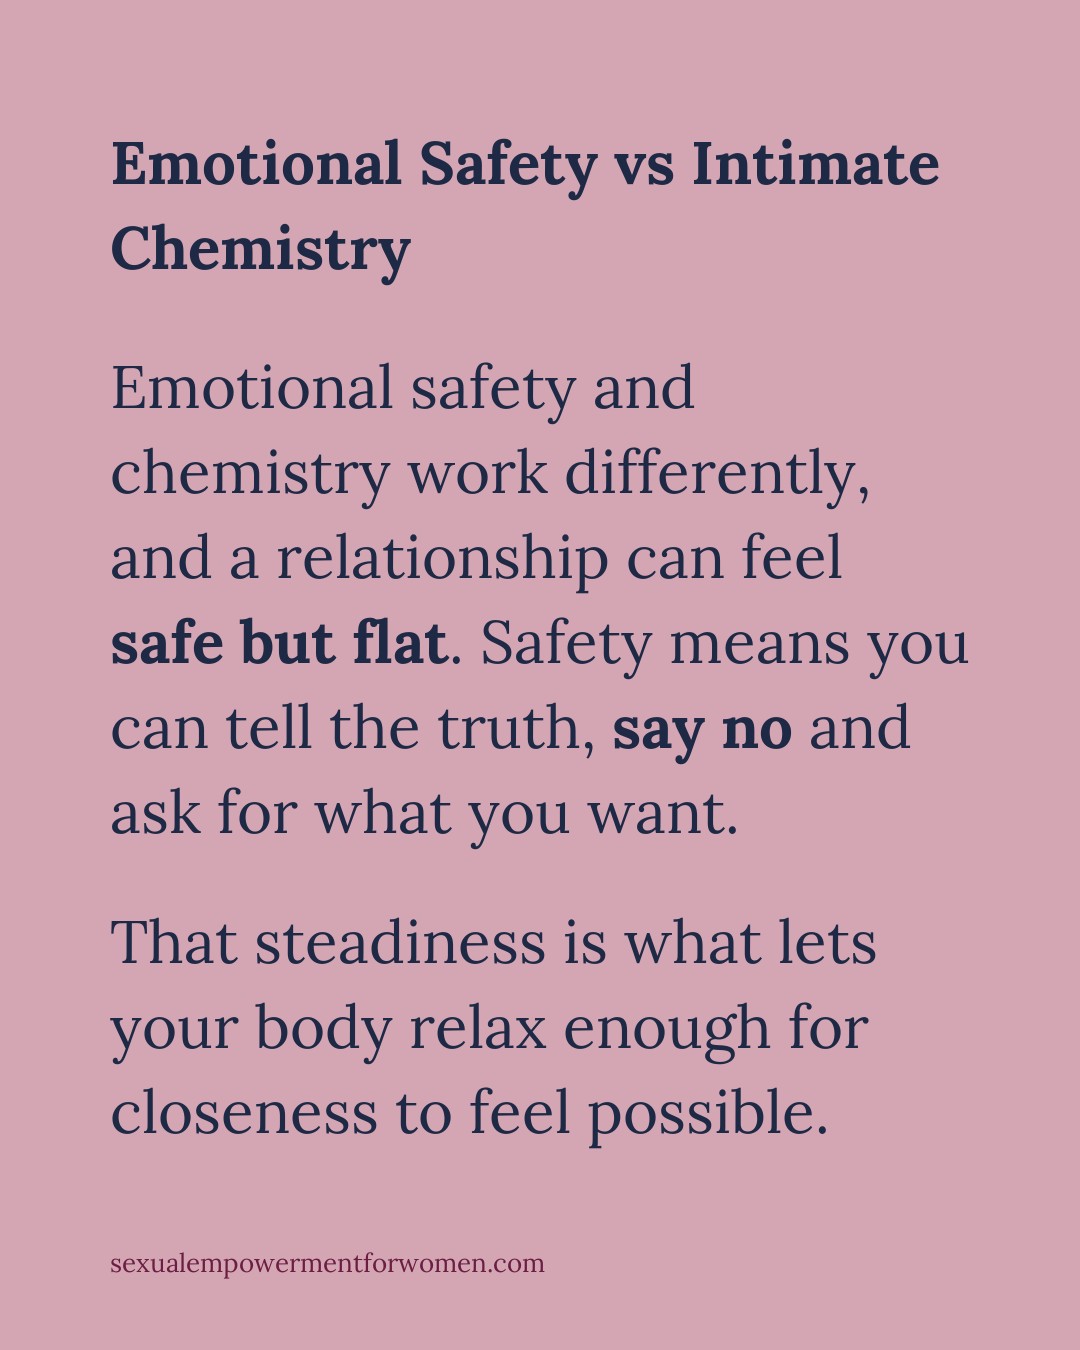 Emotional Safety vs Intimate
Chemistry
Emotional safety and
chemistry work differently,
and a relationship can feel
safe but flat. Safety means you
can tell the truth, say no and
ask for what you want.
That steadiness is what lets
your body relax enough for
closeness to feel possible.
sexualempowermentforwomen.com